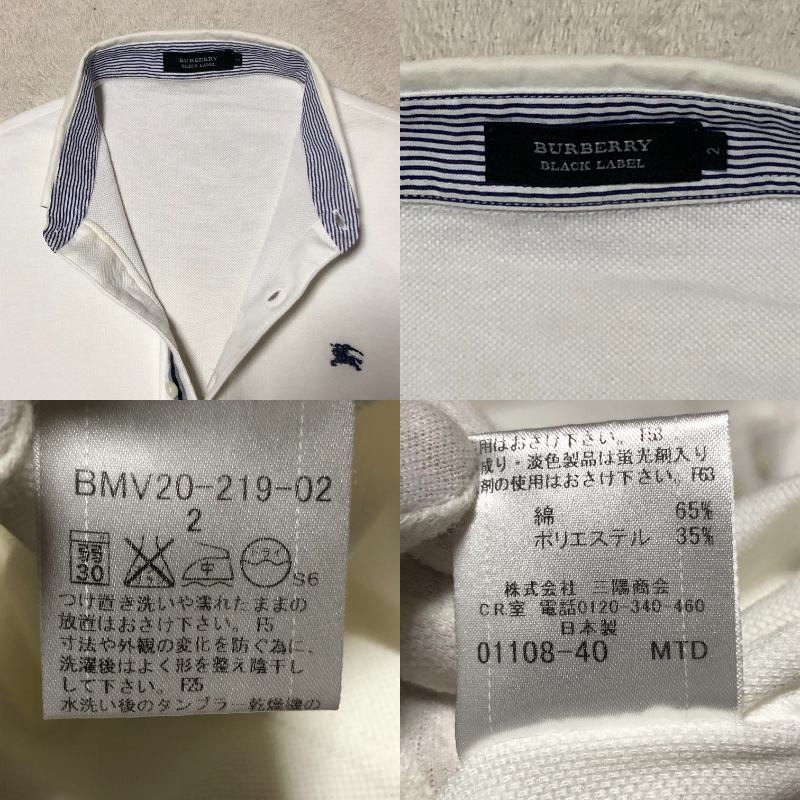 BURBERRY
BLACK LABEL
BURBERRY
BLACK LABEL
2
BMV20-219-02
2
弱
30
中
ドライ
S6
つけ置き洗いや濡れたままの
放置はおさけ下さい。F5
寸法や外観の変化を防ぐ為に、
洗濯後はよく形を整え陰干し
して下さい。F25
水洗い後のタンブラー乾燥機の
用はおさけ下さい。F53
成り・淡色製品は蛍光剤入り
剤の使用はおさけ下さい。F63
綿 65%
ポリエステル 35%
株式会社 三陽商会
CR室 電話0120-340-460
日本製
01108-40 MTD